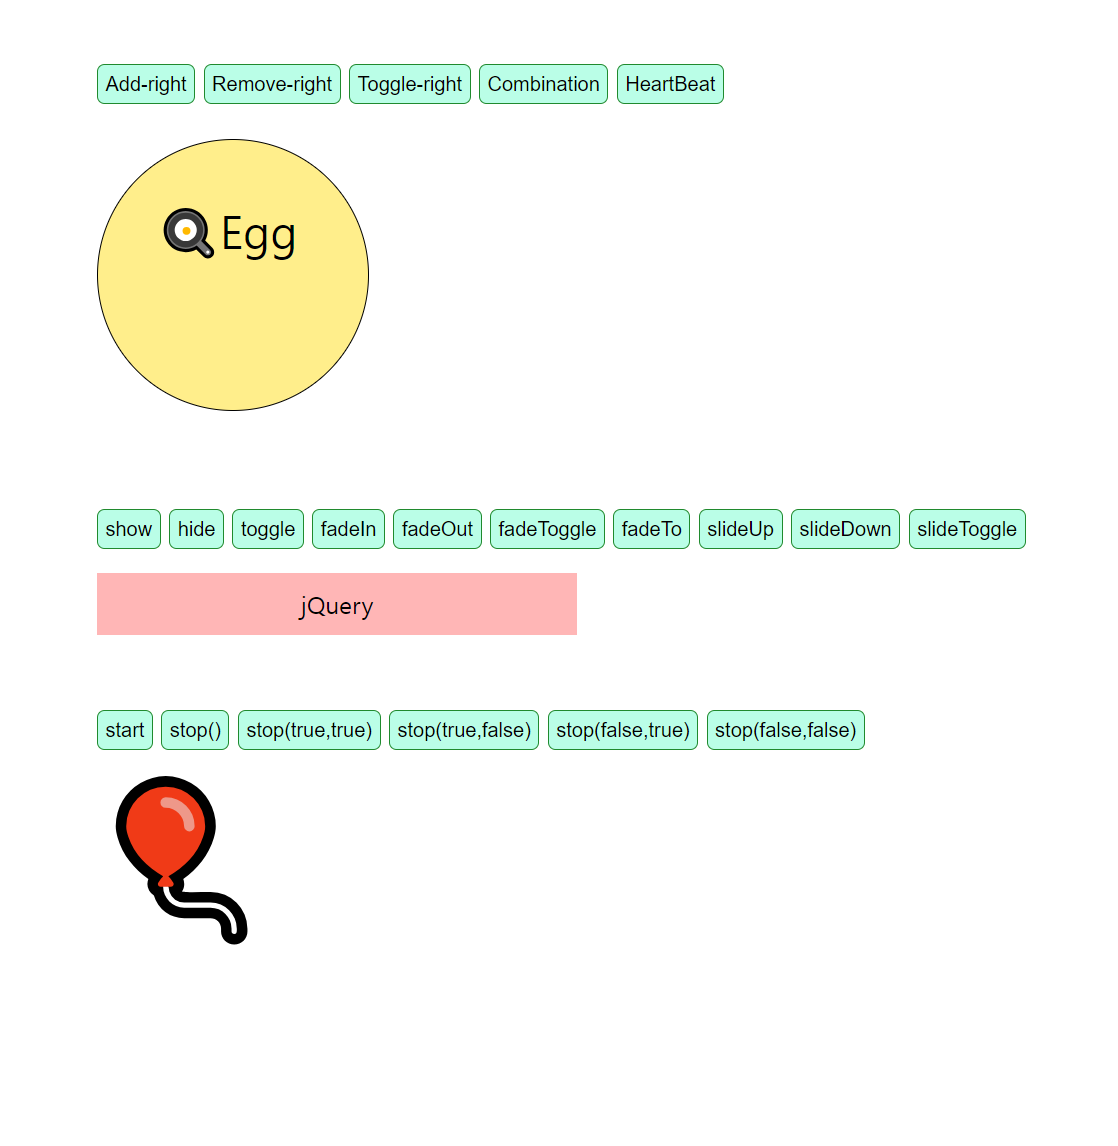 Add-right Remove-right Toggle-right Combination HeartBeat
Egg
show hide toggle fadeIn fadeOut fadeToggle fadeTo slideUp slideDown slideToggle
jQuery
start stop() stop(true,true) stop(true,false) stop(false,true) stop(false,false)